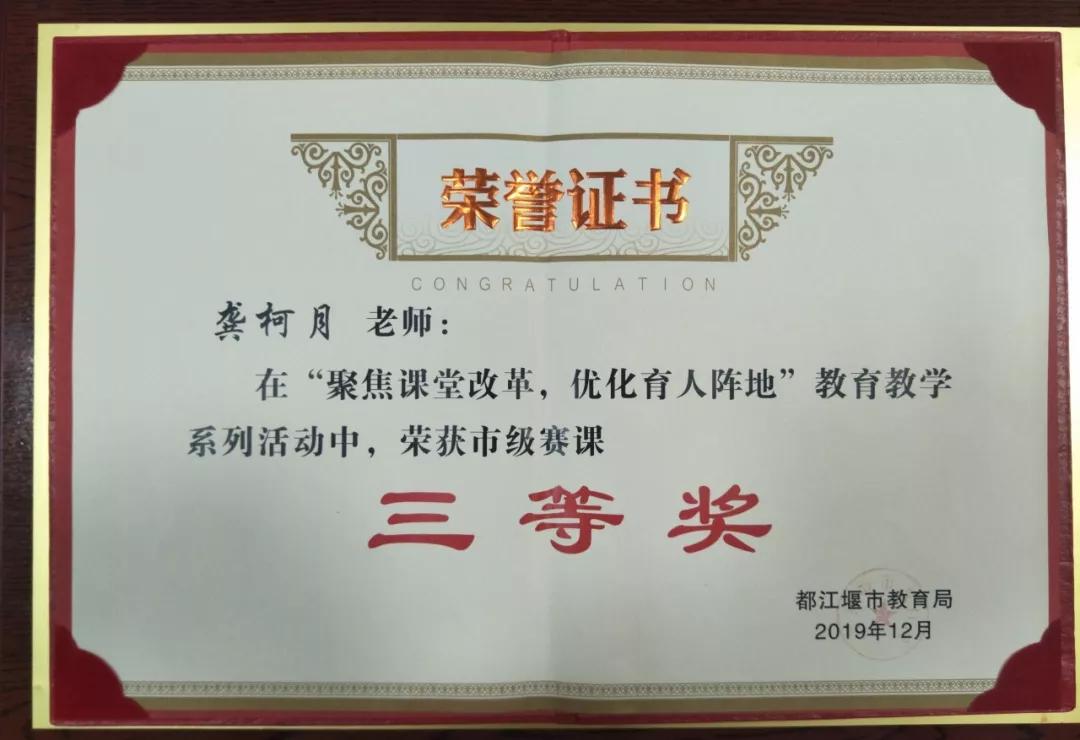 荣誉证书
CONGRATULATION
龚柯月 老师：
在“聚焦课堂改革，优化育人阵地”教育教学
系列活动中，荣获市级赛课
三等奖
都江堰市教育局
2019年12月